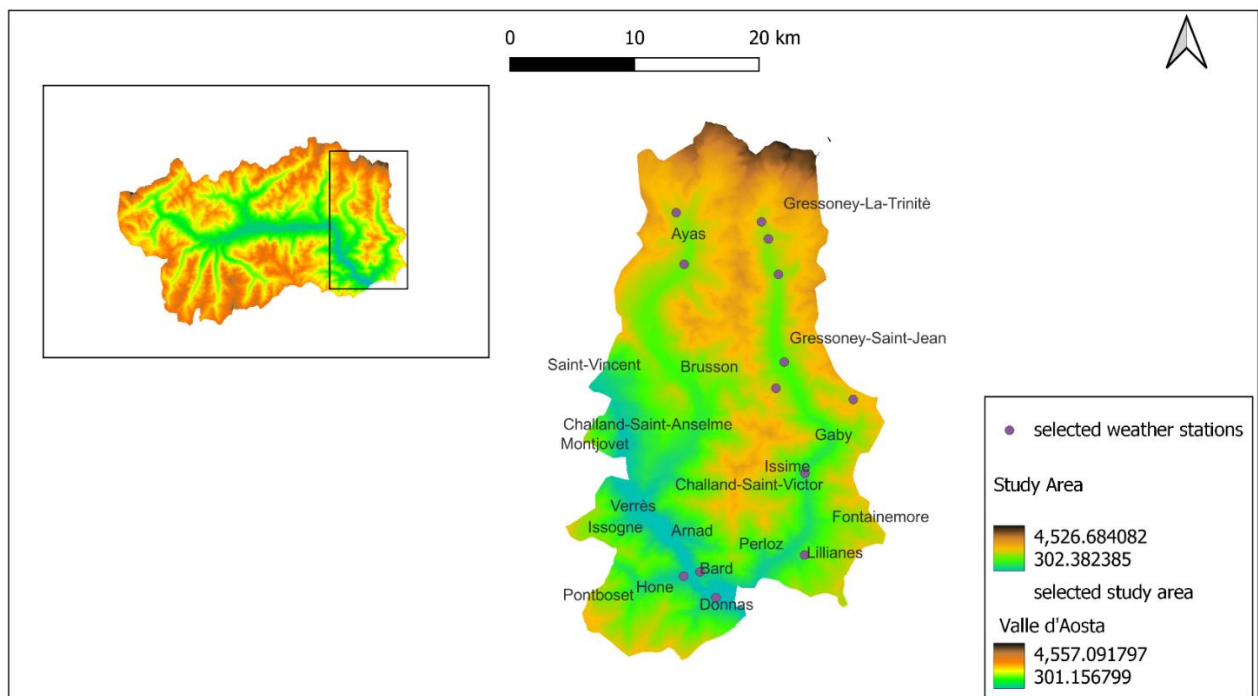 0 10 20 km
Gressoney-La-Trinitè
Ayas
Gressoney-Saint-Jean
Saint-Vincent
Brusson
Challand-Saint-Anselme
Montjovet
Gaby
Issime
Challand-Saint-Victor
Verrès
Issogne
Arnad
Fontainemore
Perloz
Lillianes
Bard
Hone
Pontboset
Donnas
selected weather stations
Study Area
4,526.684082
302.382385
selected study area
Valle d'Aosta
4,557.091797
301.156799